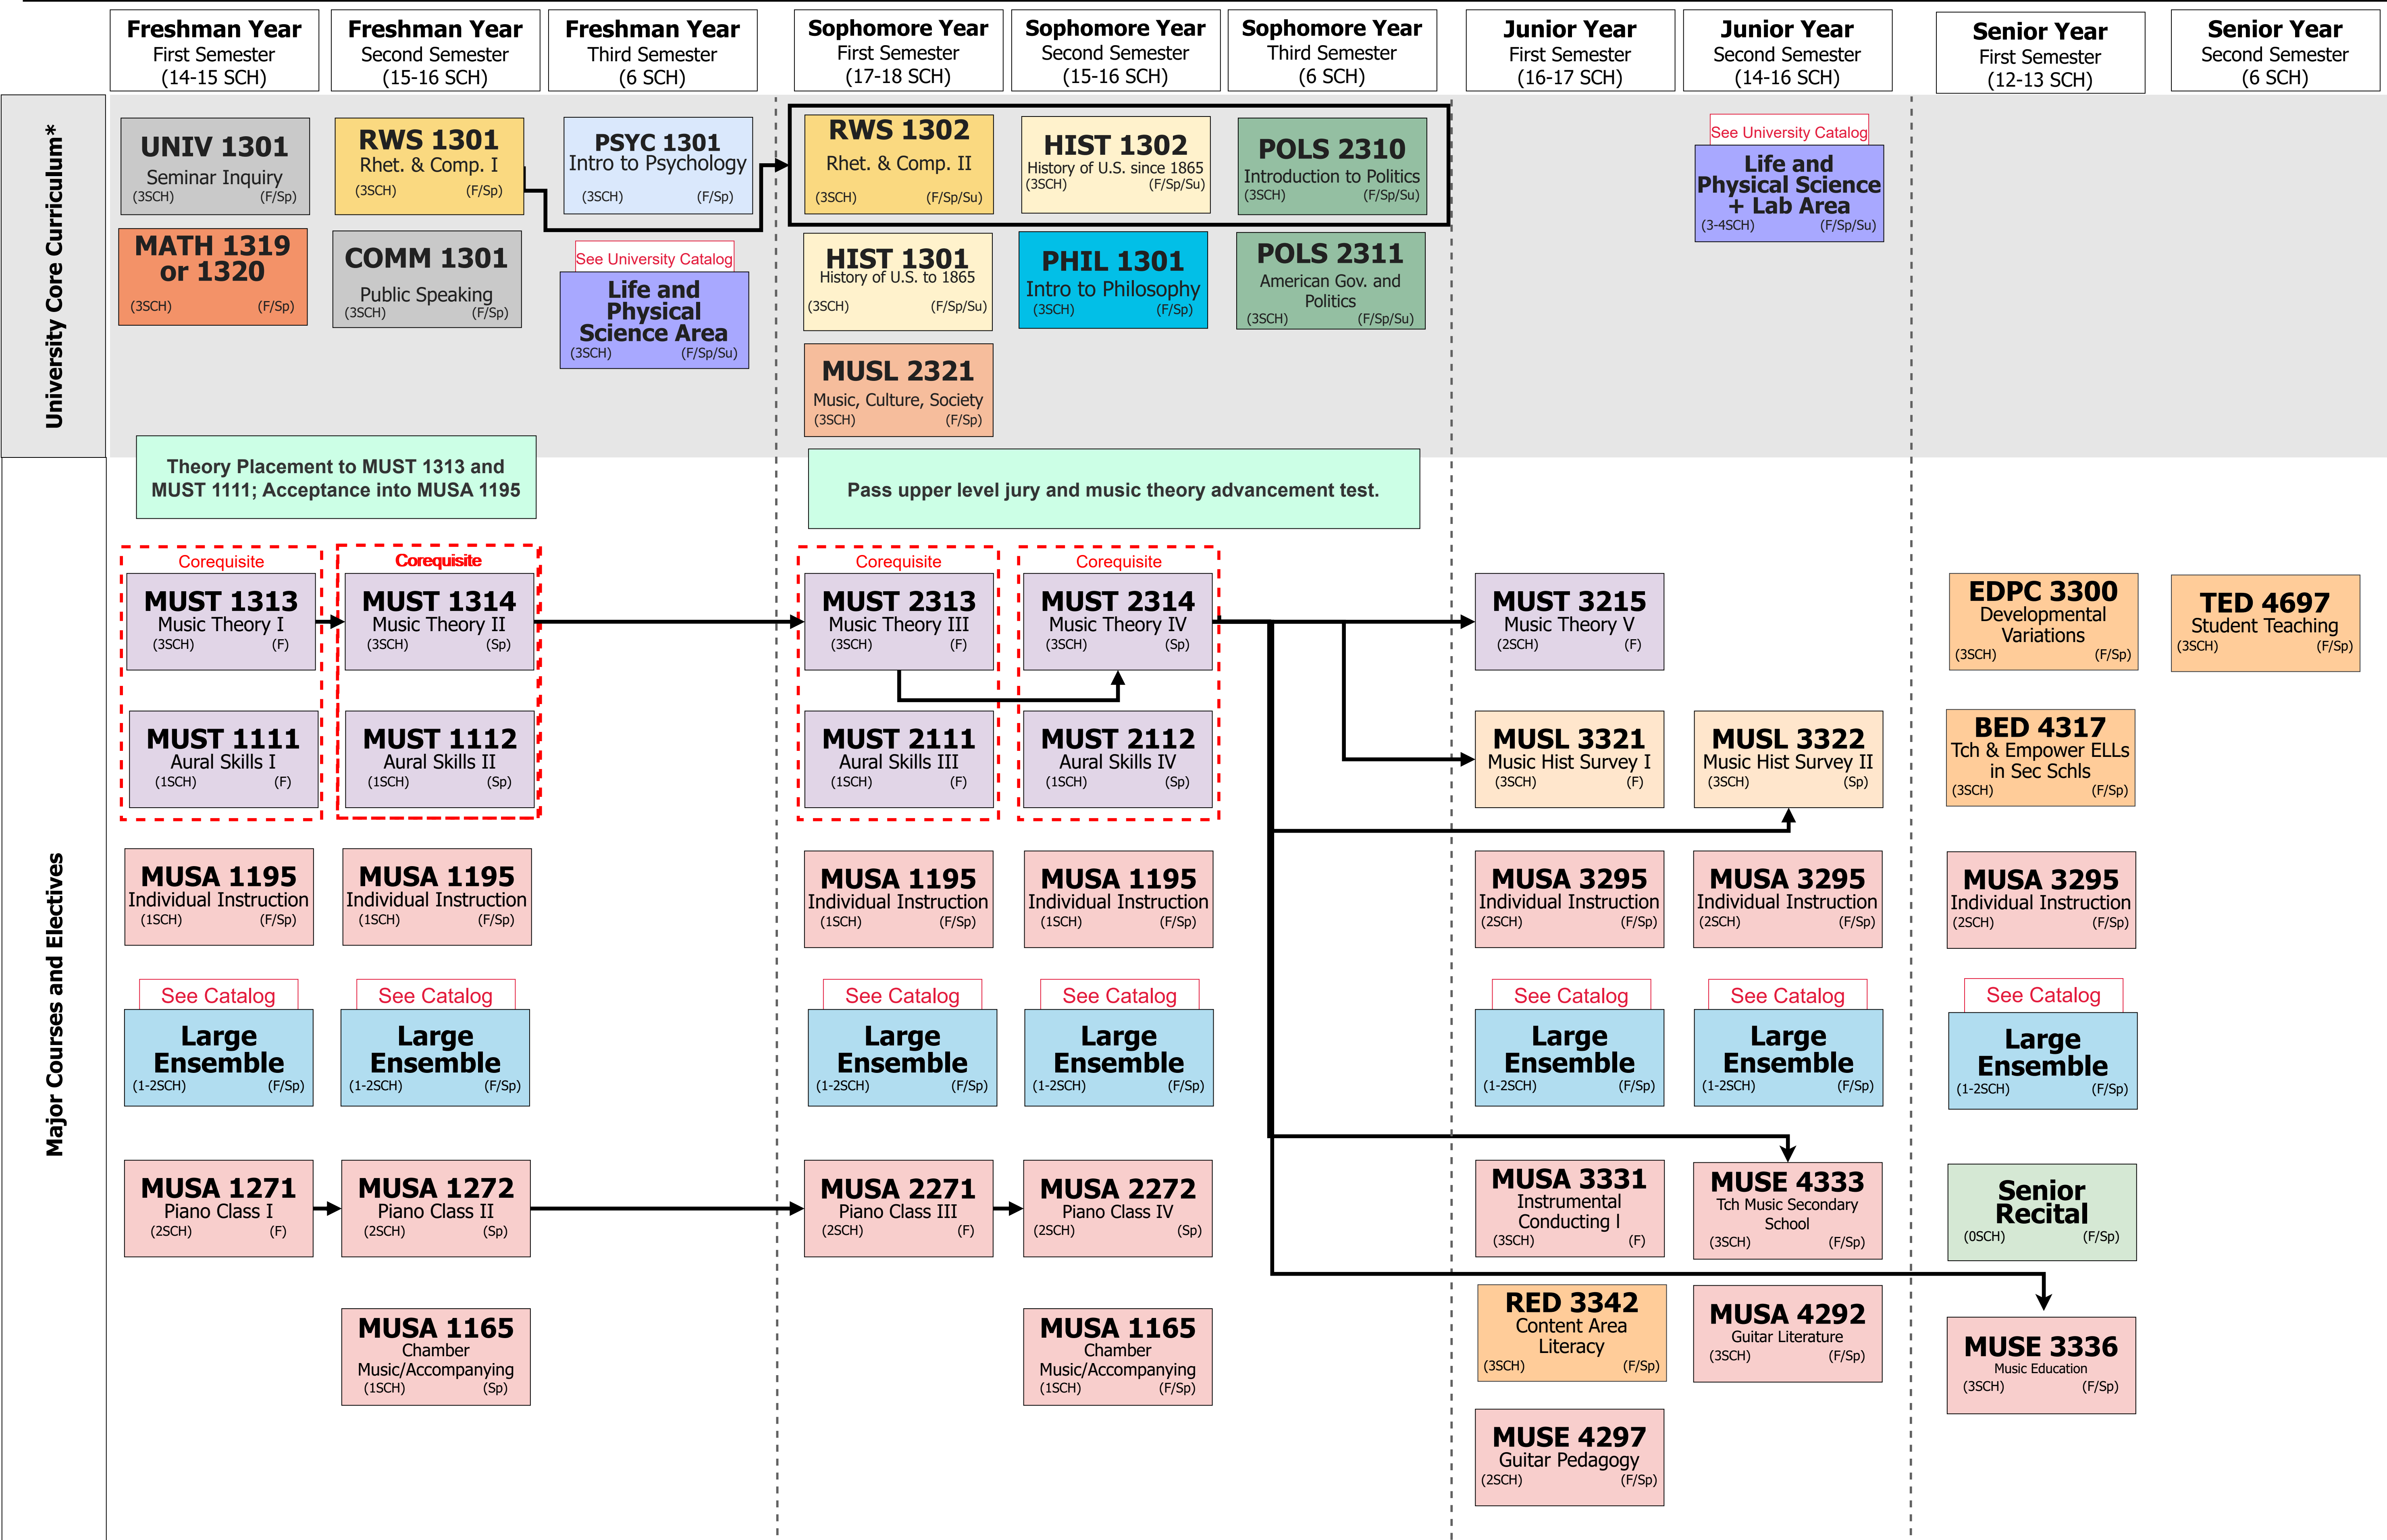 Freshman Year
First Semester
(14-15 SCH)
Freshman Year
Second Semester
(15-16 SCH)
Freshman Year
Third Semester
(6 SCH)
Sophomore Year
First Semester
(17-18 SCH)
Sophomore Year
Second Semester
(15-16 SCH)
Sophomore Year
Third Semester
(6 SCH)
Junior Year
First Semester
(16-17 SCH)
Junior Year
Second Semester
(14-16 SCH)
Senior Year
First Semester
(12-13 SCH)
Senior Year
Second Semester
(6 SCH)
University Core Curriculum*
UNIV 1301
Seminar Inquiry
(3SCH) (F/Sp)
RWS 1301
Rhet. & Comp. I
(3SCH) (F/Sp)
PSYC 1301
Intro to Psychology
(3SCH) (F/Sp)
RWS 1302
Rhet. & Comp. II
(3SCH) (F/Sp/Su)
HIST 1302
History of U.S. since 1865
(3SCH) (F/Sp/Su)
POLS 2310
Introduction to Politics
(3SCH) (F/Sp/Su)
See University Catalog
Life and
Physical Science
+ Lab Area
(3-4SCH) (F/Sp/Su)
MATH 1319
or 1320
(3SCH) (F/Sp)
COMM 1301
Public Speaking
(3SCH) (F/Sp)
See University Catalog
Life and
Physical
Science Area
(3SCH) (F/Sp/Su)
HIST 1301
History of U.S. to 1865
(3SCH) (F/Sp/Su)
PHIL 1301
Intro to Philosophy
(3SCH) (F/Sp)
POLS 2311
American Gov. and
Politics
(3SCH) (F/Sp/Su)
MUSL 2321
Music, Culture, Society
(3SCH) (F/Sp)
Major Courses and Electives
Theory Placement to MUST 1313 and
MUST 1111; Acceptance into MUSA 1195
Pass upper level jury and music theory advancement test.
Corequisite
MUST 1313
Music Theory I
(3SCH) (F)
Corequisite
MUST 1314
Music Theory II
(3SCH) (Sp)
Corequisite
MUST 2313
Music Theory III
(3SCH) (F)
Corequisite
MUST 2314
Music Theory IV
(3SCH) (Sp)
MUST 3215
Music Theory V
(2SCH) (F)
EDPC 3300
Developmental
Variations
(3SCH) (F/Sp)
TED 4697
Student Teaching
(3SCH) (F/Sp)
MUST 1111
Aural Skills I
(1SCH) (F)
MUST 1112
Aural Skills II
(1SCH) (Sp)
MUST 2111
Aural Skills III
(1SCH) (F)
MUST 2112
Aural Skills IV
(1SCH) (Sp)
MUSL 3321
Music Hist Survey I
(3SCH) (F)
MUSL 3322
Music Hist Survey II
(3SCH) (Sp)
BED 4317
Tch & Empower ELLs
in Sec Schls
(3SCH) (F/Sp)
MUSA 1195
Individual Instruction
(1SCH) (F/Sp)
MUSA 1195
Individual Instruction
(1SCH) (F/Sp)
MUSA 1195
Individual Instruction
(1SCH) (F/Sp)
MUSA 1195
Individual Instruction
(1SCH) (F/Sp)
MUSA 3295
Individual Instruction
(2SCH) (F/Sp)
MUSA 3295
Individual Instruction
(2SCH) (F/Sp)
MUSA 3295
Individual Instruction
(2SCH) (F/Sp)
See Catalog
Large
Ensemble
(1-2SCH) (F/Sp)
See Catalog
Large
Ensemble
(1-2SCH) (F/Sp)
See Catalog
Large
Ensemble
(1-2SCH) (F/Sp)
See Catalog
Large
Ensemble
(1-2SCH) (F/Sp)
See Catalog
Large
Ensemble
(1-2SCH) (F/Sp)
See Catalog
Large
Ensemble
(1-2SCH) (F/Sp)
See Catalog
Large
Ensemble
(1-2SCH) (F/Sp)
MUSA 1271
Piano Class I
(2SCH) (F)
MUSA 1272
Piano Class II
(2SCH) (Sp)
MUSA 2271
Piano Class III
(2SCH) (F)
MUSA 2272
Piano Class IV
(2SCH) (Sp)
MUSA 3331
Instrumental
Conducting I
(3SCH) (F)
MUSE 4333
Tch Music Secondary
School
(3SCH) (F/Sp)
Senior
Recital
(0SCH) (F/Sp)
MUSA 1165
Chamber
Music/Accompanying
(1SCH) (Sp)
MUSA 1165
Chamber
Music/Accompanying
(1SCH) (F/Sp)
RED 3342
Content Area
Literacy
(3SCH) (F/Sp)
MUSA 4292
Guitar Literature
(3SCH) (F/Sp)
MUSE 3336
Music Education
(3SCH) (F/Sp)
MUSE 4297
Guitar Pedagogy
(2SCH) (F/Sp)